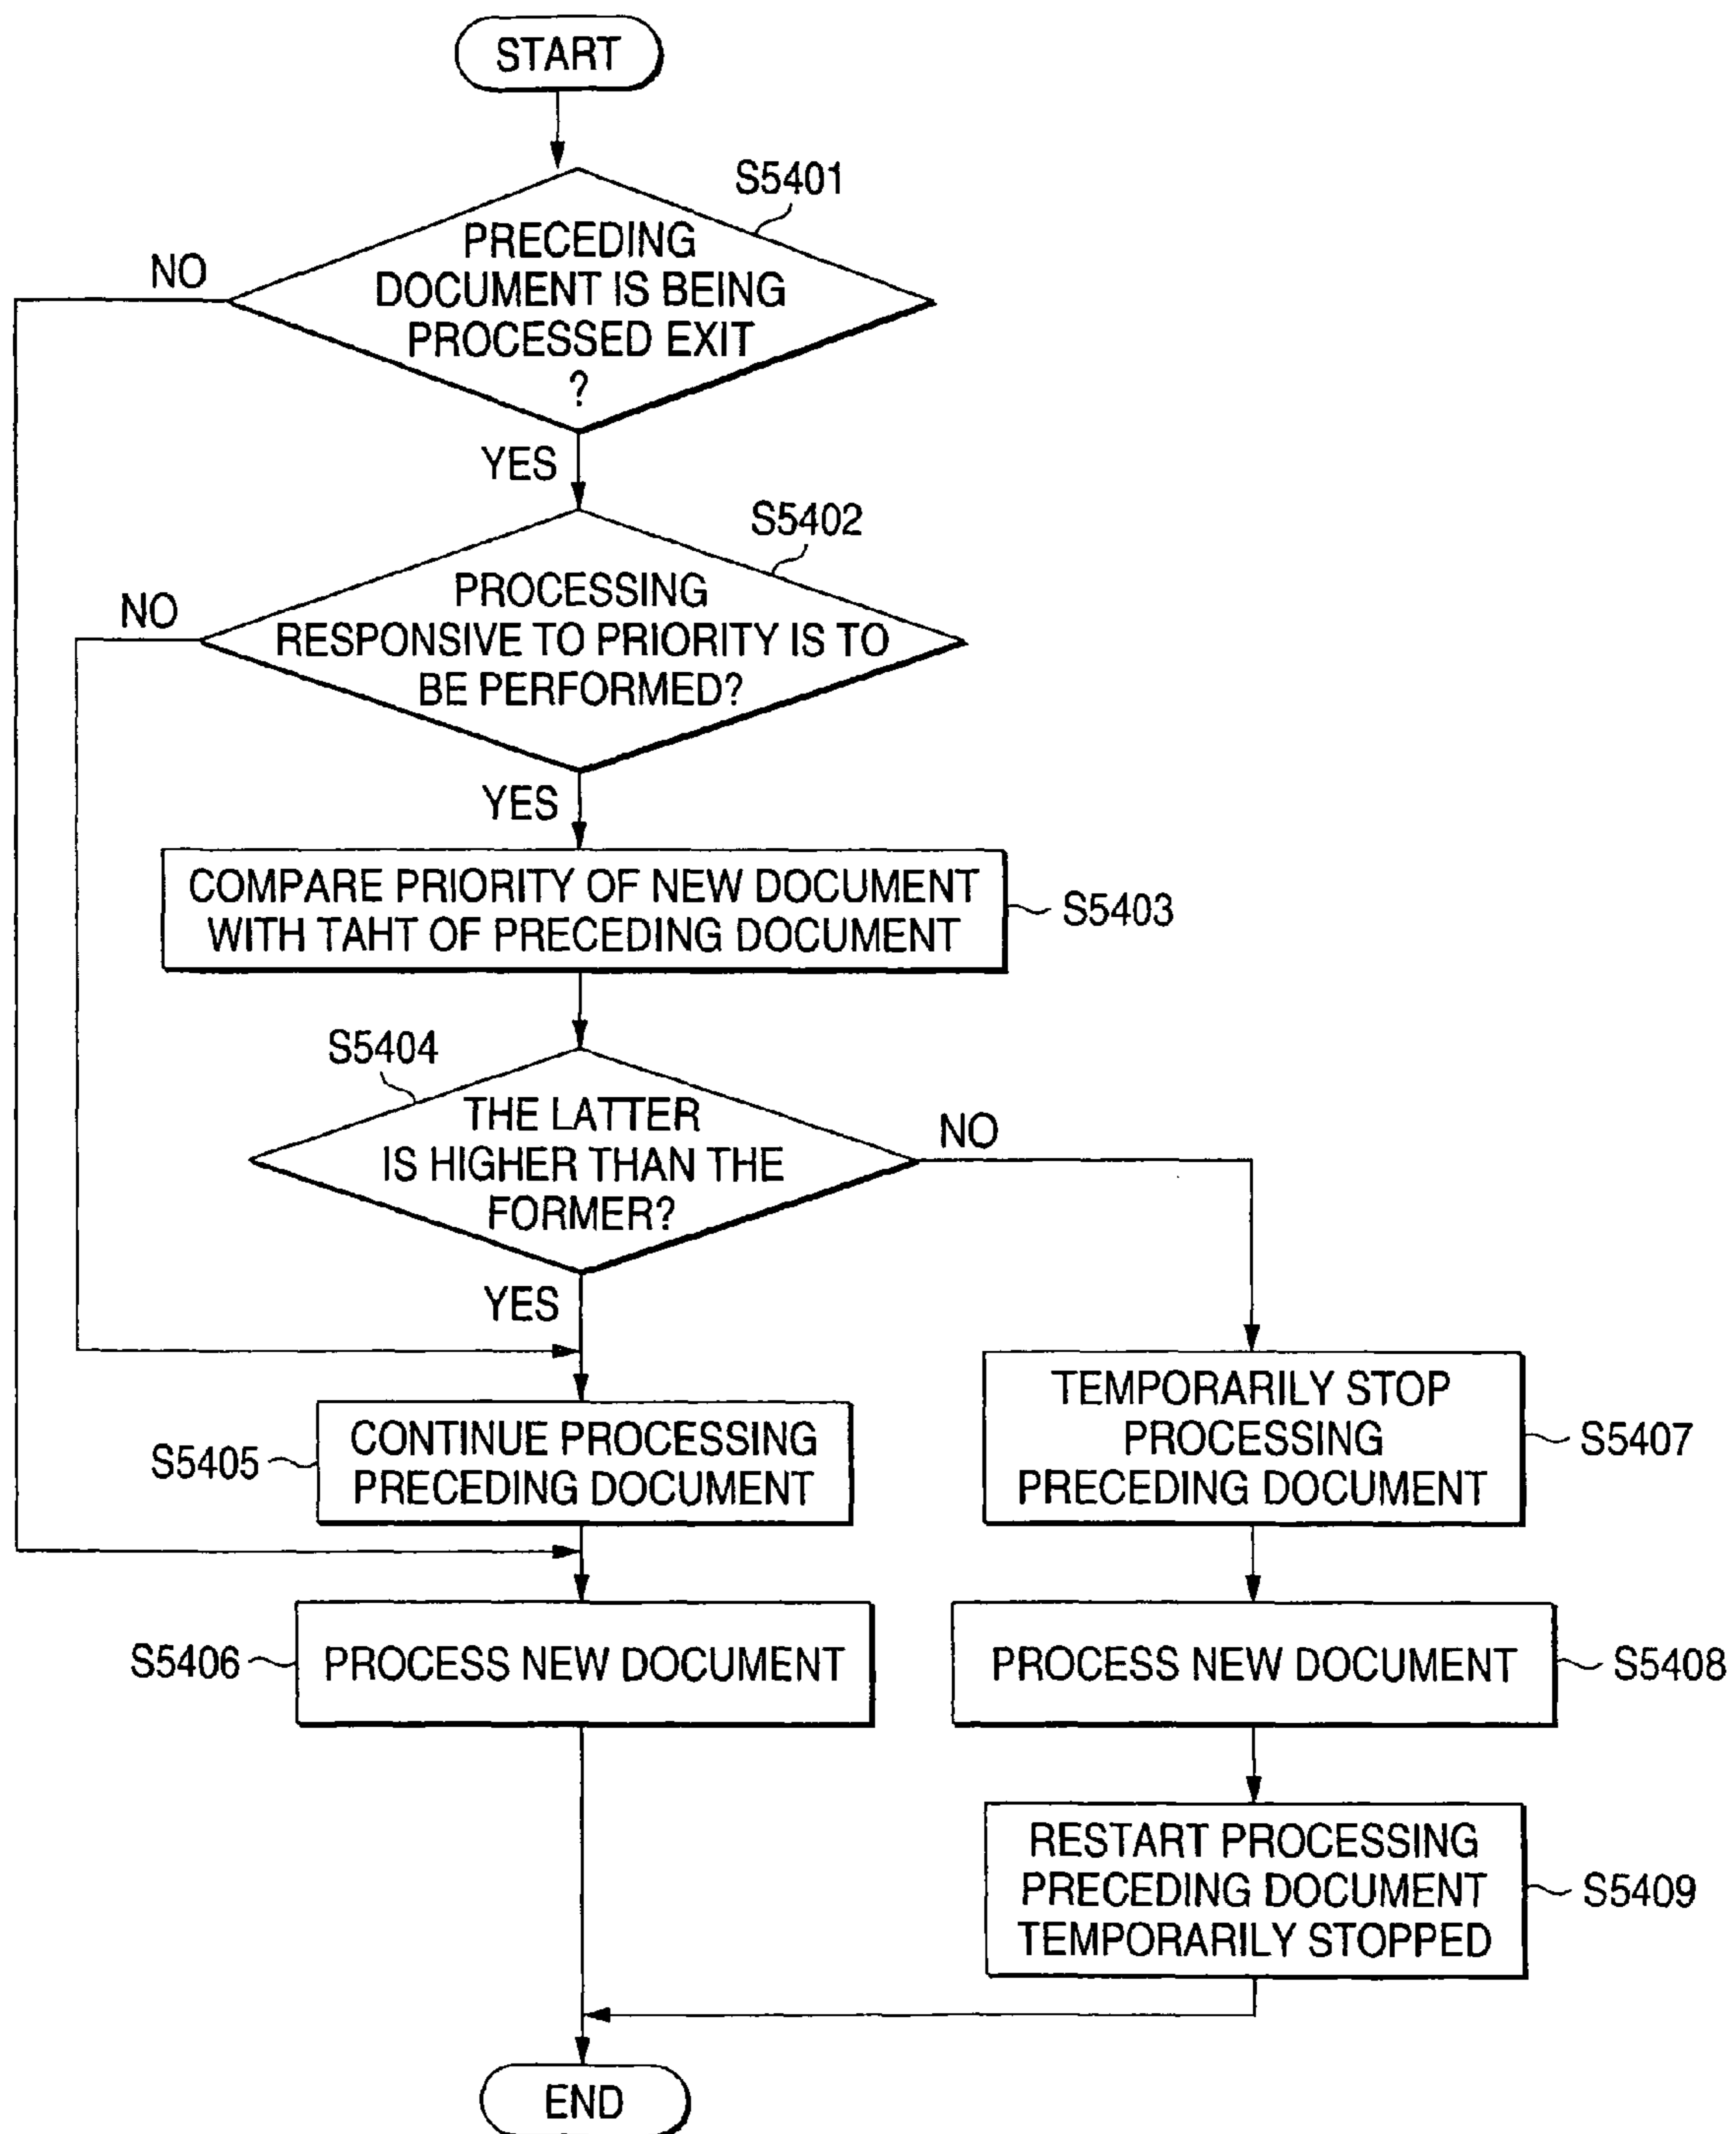 START
S5401
PRECEDING
DOCUMENT IS BEING
PROCESSED EXIT
?
NO
YES
S5402
PROCESSING
RESPONSIVE TO PRIORITY IS TO
BE PERFORMED?
NO
YES
COMPARE PRIORITY OF NEW DOCUMENT
WITH TAHT OF PRECEDING DOCUMENT
S5403
S5404
THE LATTER
IS HIGHER THAN THE
FORMER?
NO
YES
S5405
CONTINUE PROCESSING
PRECEDING DOCUMENT
TEMPORARILY STOP
PROCESSING
PRECEDING DOCUMENT
S5407
S5406
PROCESS NEW DOCUMENT
PROCESS NEW DOCUMENT
S5408
RESTART PROCESSING
PRECEDING DOCUMENT
TEMPORARILY STOPPED
S5409
END